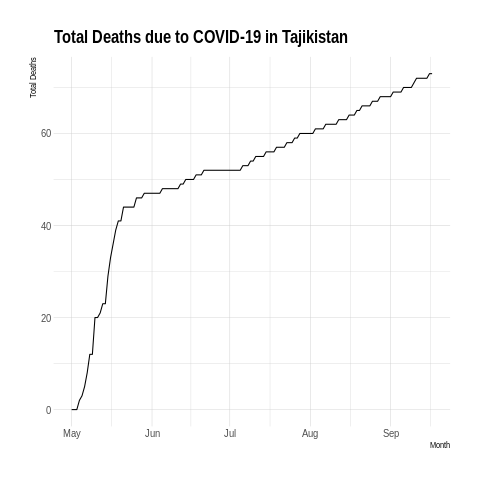 Total Deaths due to COVID-19 in Tajikistan
Total Deaths
60
40
20
0
May Jun Jul Aug Sep
Month